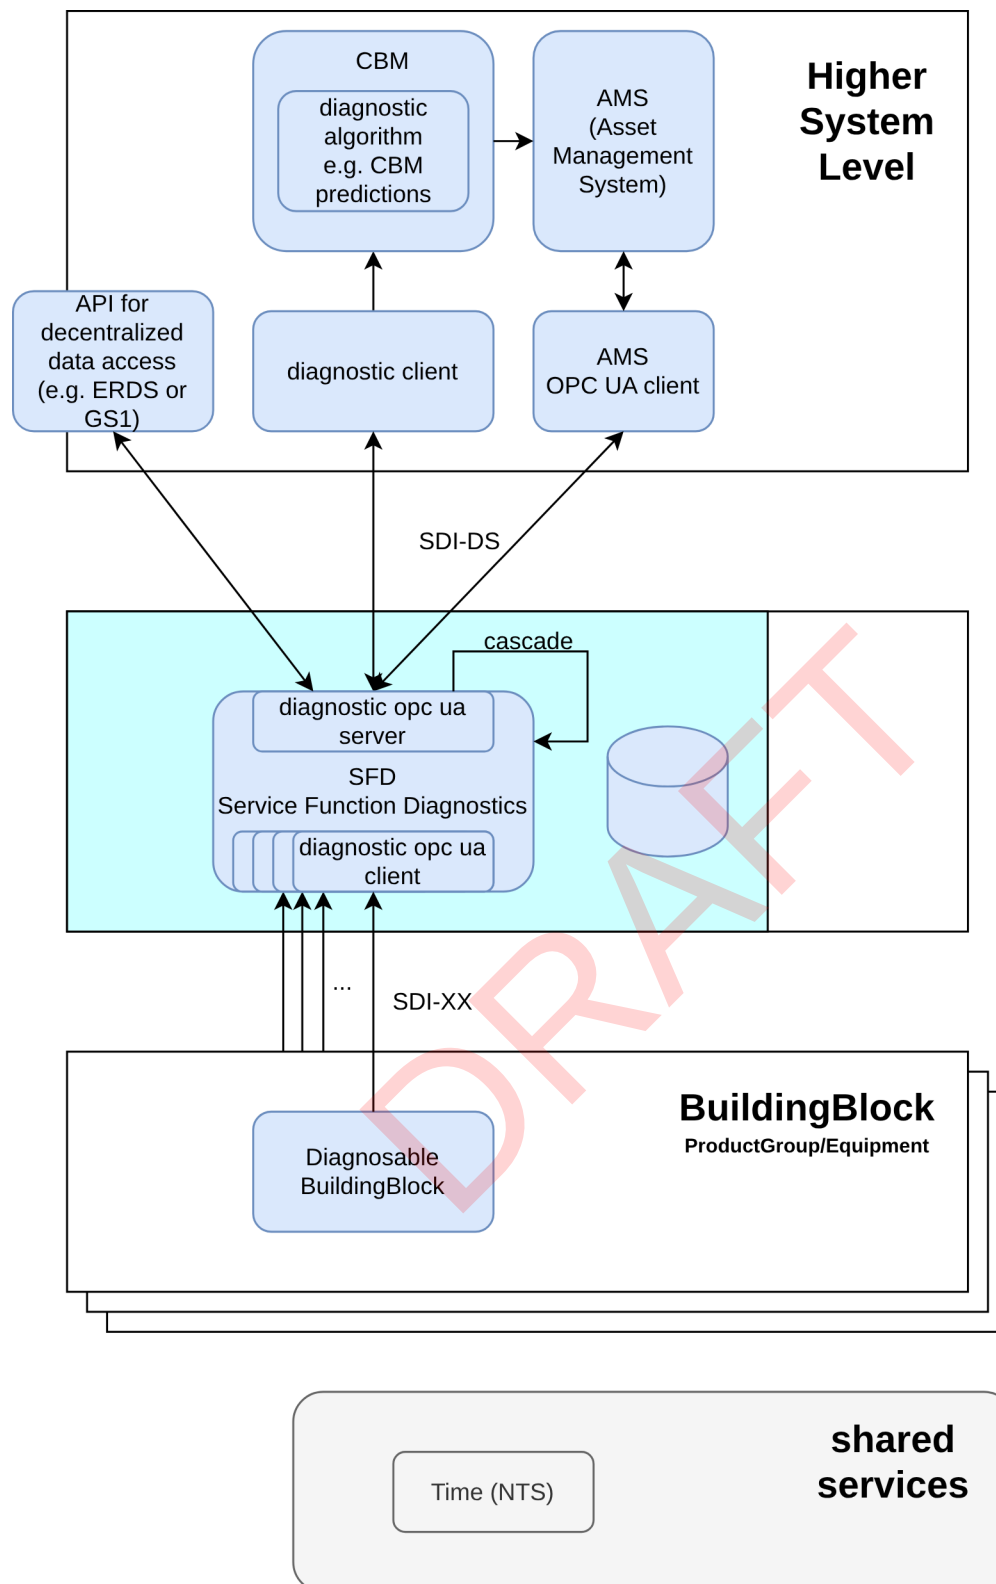 CBM
diagnostic
algorithm
e.g. CBM
predictions
AMS
(Asset
Management
System)
Higher
System
Level
API for
decentralized
data access
(e.g. ERDS or
GS1)
diagnostic client
AMS
OPC UA client
SDI-DS
cascade
diagnostic opc ua
server
SFD
Service Function Diagnostics
diagnostic opc ua
client
...
SDI-XX
DRAFT
BuildingBlock
ProductGroup/Equipment
Diagnosable
BuildingBlock
shared
services
Time (NTS)